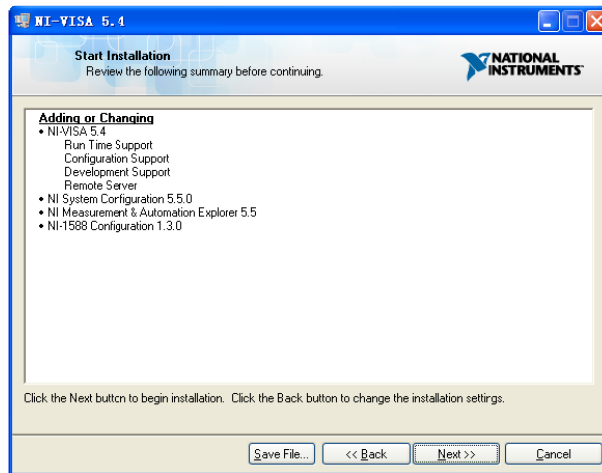 NI-VISA 5.4
Start Installation
Review the following summary before continuing.
NATIONAL
INSTRUMENTS
Adding or Changing
• NI-VISA 5.4
Run Time Support
Configuration Support
Development Support
Remote Server
• NI System Configuration 5.5.0
• NI Measurement & Automation Explorer 5.5
• NI-1588 Configuration 1.3.0
Click the Next button to begin installation. Click the Back button to change the installation settings.
Save File... << Back Next >> Cancel